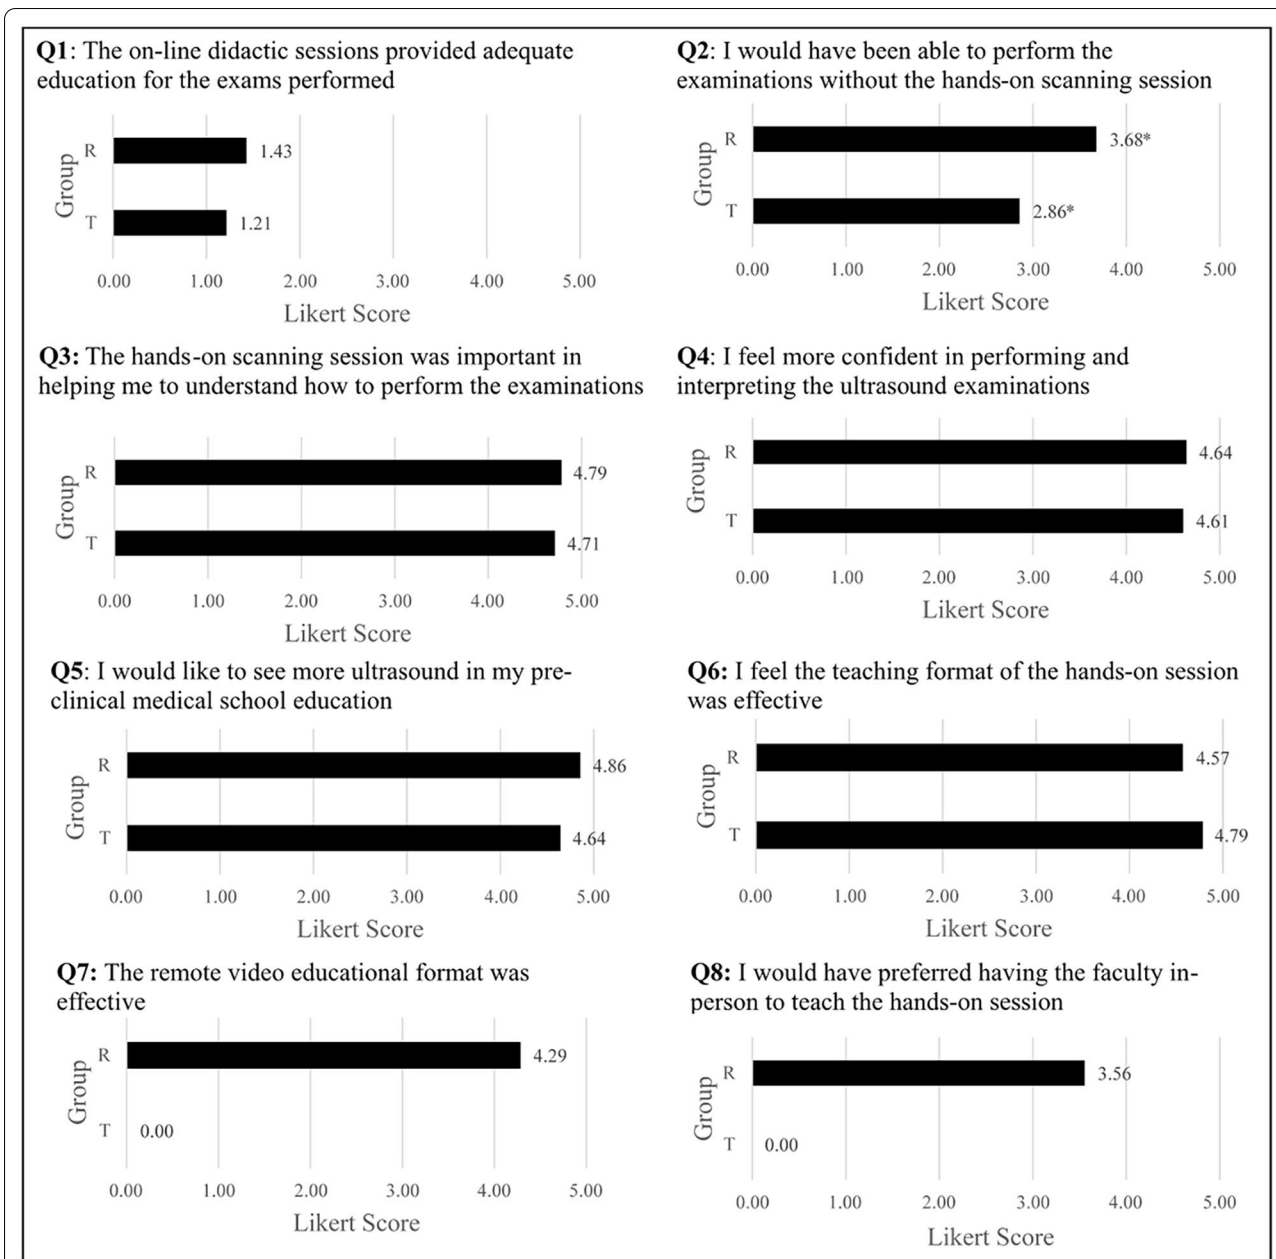 Q1: The on-line didactic sessions provided adequate
education for the exams performed
Group
R
1.43
T
1.21
0.00 1.00 2.00 3.00 4.00 5.00
Likert Score
Q2: I would have been able to perform the
examinations without the hands-on scanning session
Group
R
3.68*
T
2.86*
0.00 1.00 2.00 3.00 4.00 5.00
Likert Score
Q3: The hands-on scanning session was important in
helping me to understand how to perform the examinations
Group
R
4.79
T
4.71
0.00 1.00 2.00 3.00 4.00 5.00
Likert Score
Q4: I feel more confident in performing and
interpreting the ultrasound examinations
Group
R
4.64
T
4.61
0.00 1.00 2.00 3.00 4.00 5.00
Likert Score
Q5: I would like to see more ultrasound in my pre-
clinical medical school education
Group
R
4.86
T
4.64
0.00 1.00 2.00 3.00 4.00 5.00
Likert Score
Q6: I feel the teaching format of the hands-on session
was effective
Group
R
4.57
T
4.79
0.00 1.00 2.00 3.00 4.00 5.00
Likert Score
Q7: The remote video educational format was
effective
Group
R
4.29
T
0.00
0.00 1.00 2.00 3.00 4.00 5.00
Likert Score
Q8: I would have preferred having the faculty in-
person to teach the hands-on session
Group
R
3.56
T
0.00
0.00 1.00 2.00 3.00 4.00 5.00
Likert Score